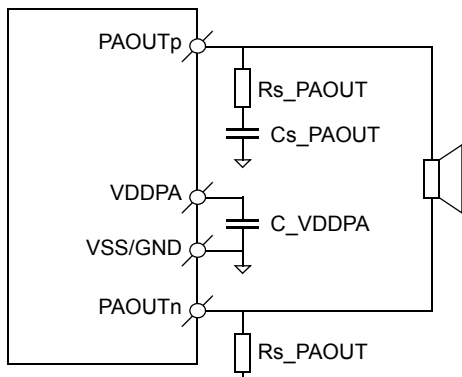 PAOUTp
Rs_PAOUT
Cs_PAOUT
VDDPA
C_VDDPA
VSS/GND
PAOUTn
Rs_PAOUT